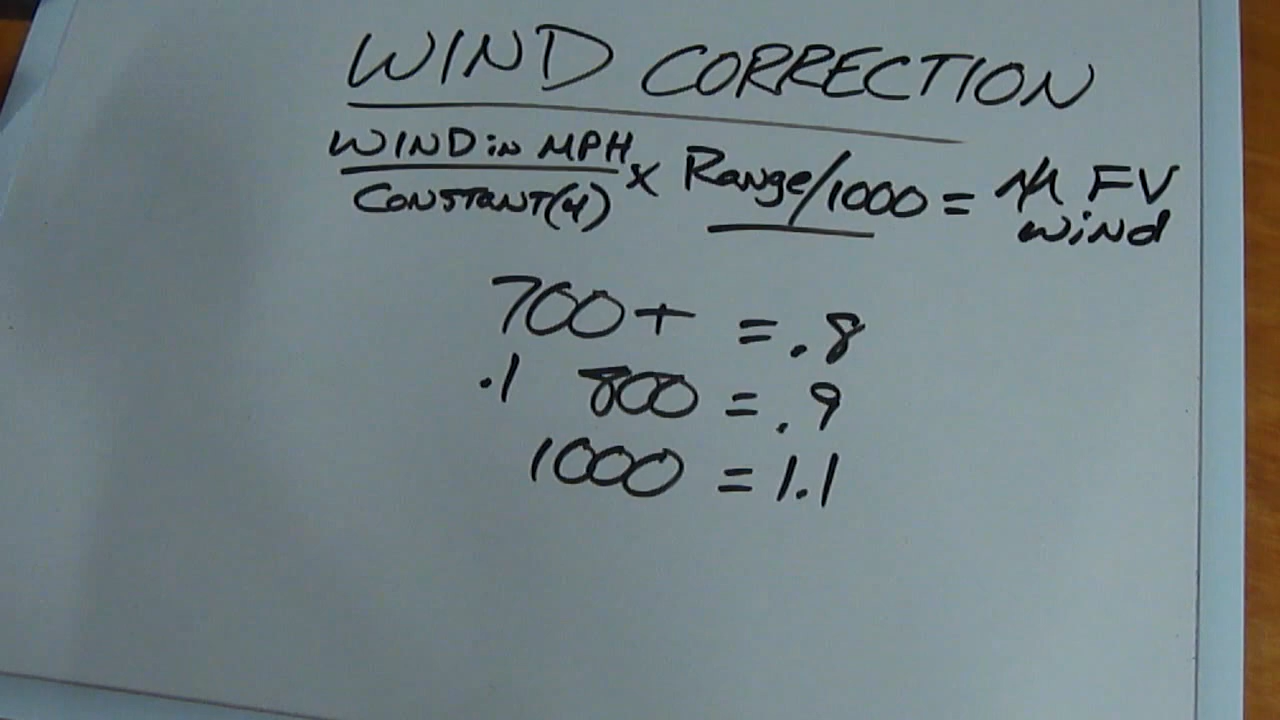 WIND CORRECTION
WIND in MPH
CONSTANT(4) x Range/1000 = M FV
wind
700+ = .8
.1 800 = .9
1000 = 1.1